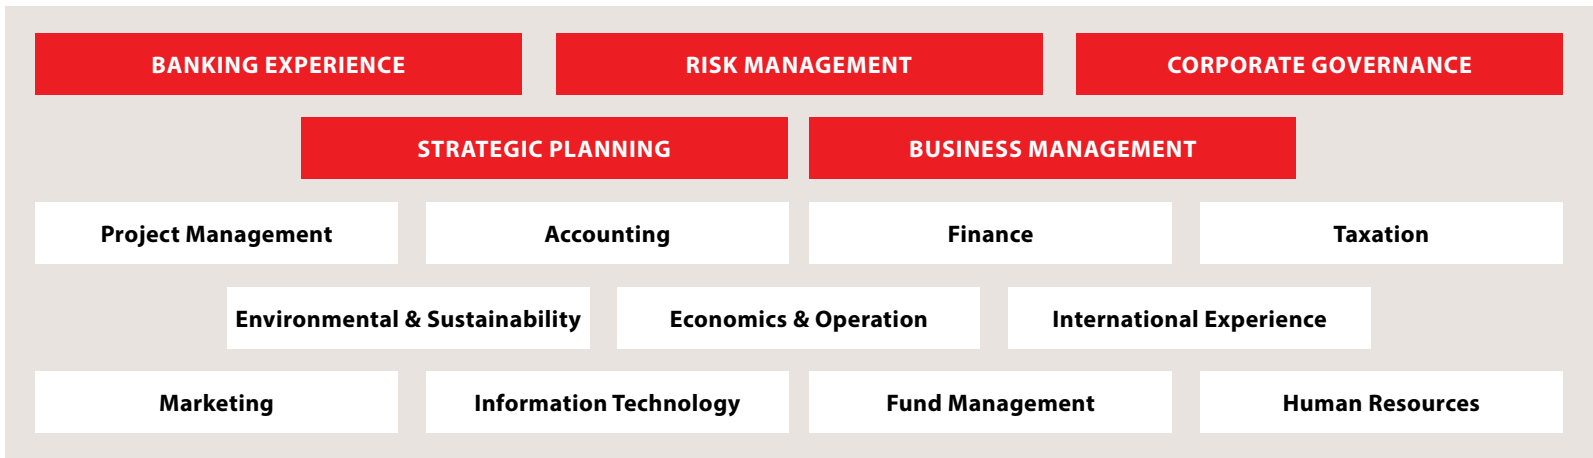 BANKING EXPERIENCE
RISK MANAGEMENT
CORPORATE GOVERNANCE
STRATEGIC PLANNING
BUSINESS MANAGEMENT
Project Management
Accounting
Finance
Taxation
Environmental & Sustainability
Economics & Operation
International Experience
Marketing
Information Technology
Fund Management
Human Resources